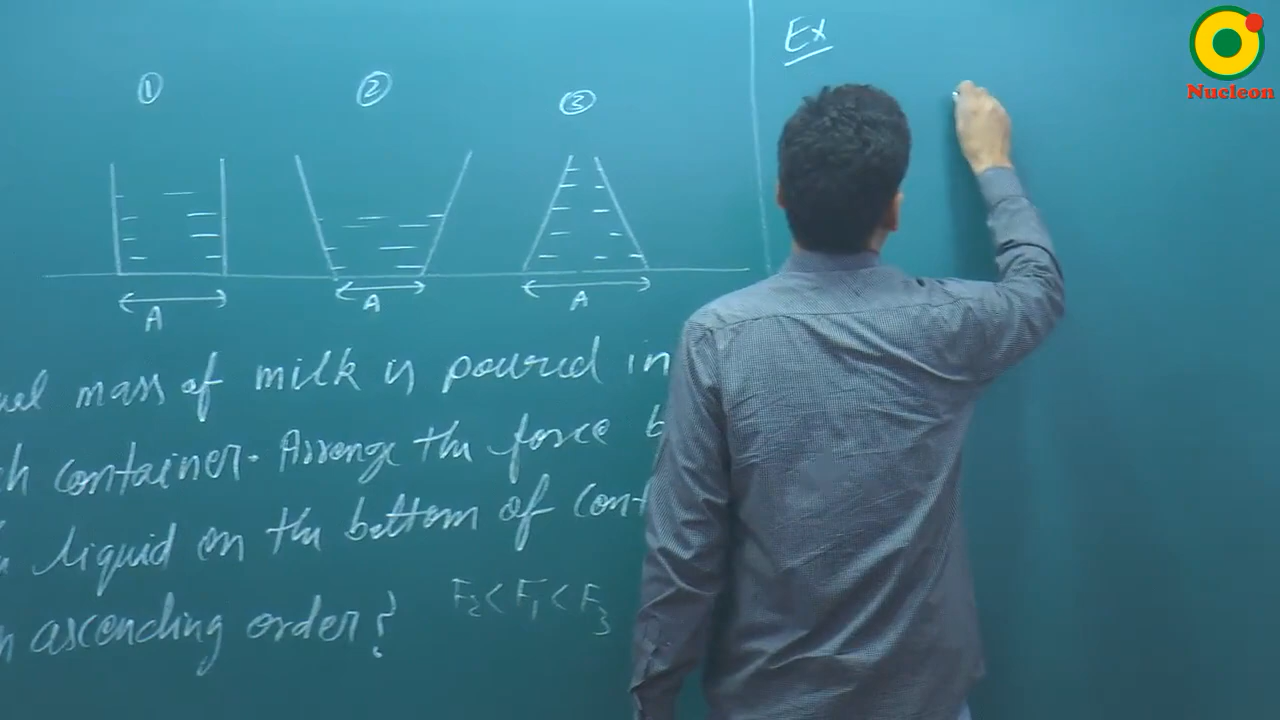 Ex
Nucleon
① ② ③
A A A
mass of milk is poured in
container. Arrange the force
liquid on the bottom of
ascending order?
F₂ < F₁ < F₃